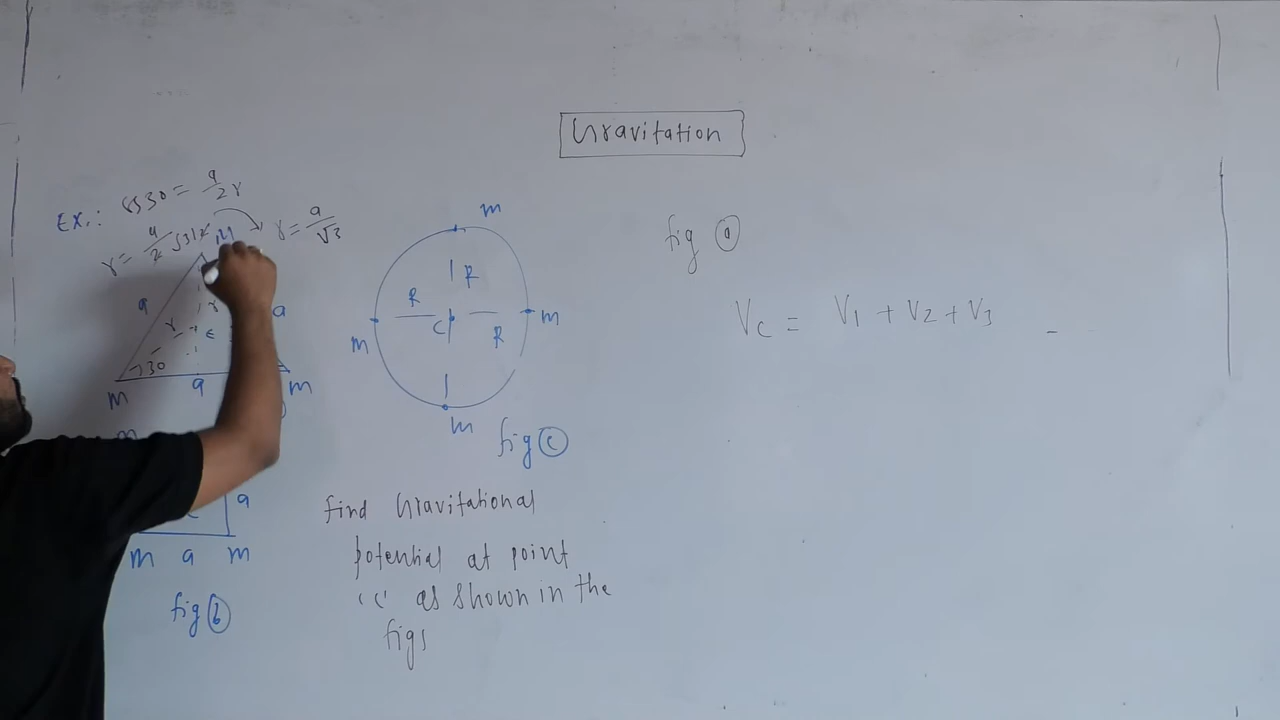 Gravitation
Ex.:
30 = a/2r
r = a/√3
a
a
r
r
30
c
m
a
m
a
c
m
a
m
fig (b)
m
R
R
c
m
m
R
m
fig (c)
find Gravitational
potential at point
'c' as shown in the
figs
fig (a)
Vc = V1 + V2 + V3